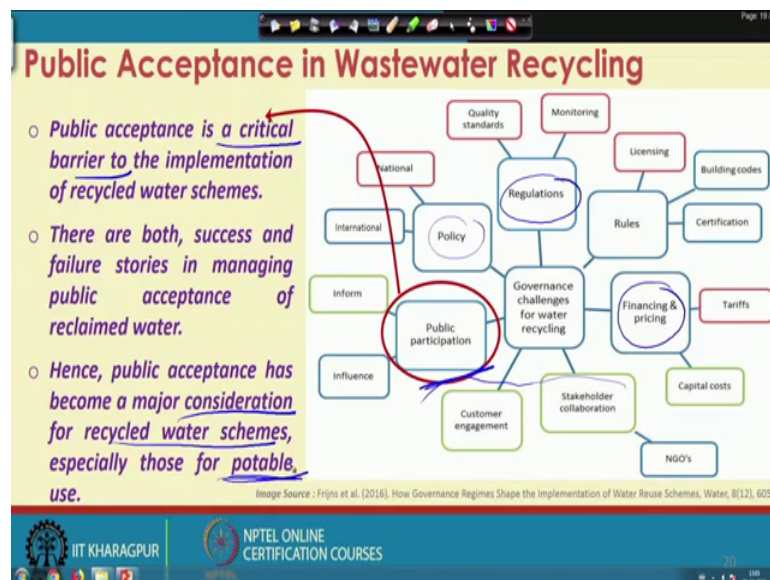 Page: 19 /
Public Acceptance in Wastewater Recycling
o Public acceptance is a critical
barrier to the implementation
of recycled water schemes.
o There are both, success and
failure stories in managing
public acceptance of
reclaimed water.
o Hence, public acceptance has
become a major consideration
for recycled water schemes,
especially those for potable
use.
Quality
standards
Monitoring
Licensing
Building codes
National
Regulations
Rules
Certification
International
Policy
Inform
Governance
challenges
for water
recycling
Financing &
pricing
Tariffs
Public
participation
Influence
Capital costs
Customer
engagement
Stakeholder
collaboration
NGO's
Image Source : Frijns et al. (2016). How Governance Regimes Shape the Implementation of Water Reuse Schemes, Water, 8(12), 605
IIT KHARAGPUR
NPTEL ONLINE
CERTIFICATION COURSES
20